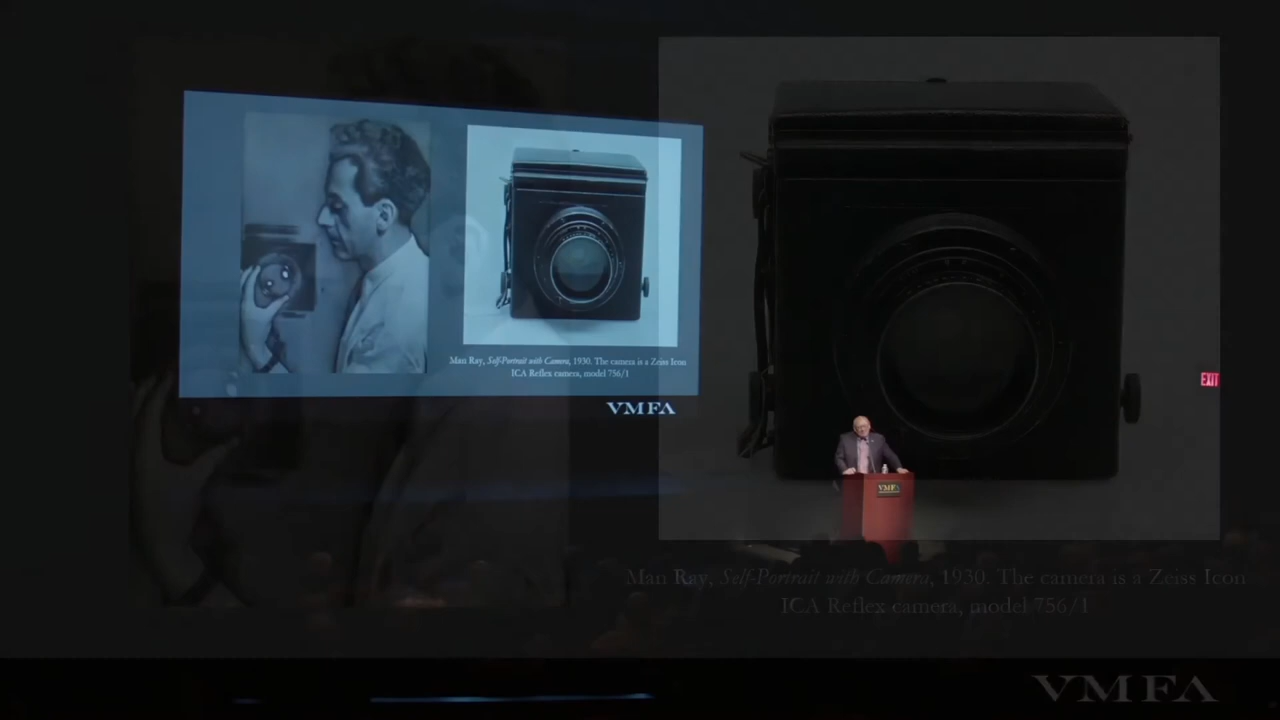 Man Ray, Self-Portrait with Camera, 1930. The camera is a Zeiss Icon
ICA Reflex camera, model 756/1
VMFA
EXIT
VMFA
Man Ray, Self-Portrait with Camera, 1930. The camera is a Zeiss Icon
ICA Reflex camera, model 756/1
VMFA